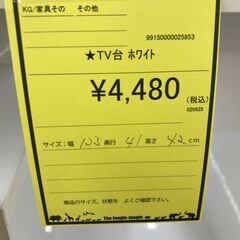 KG/家具その その他
99150000025853
★TV台 ホワイト
¥4,480
(税込)
020925
サイズ:幅 123 奥行 41 高さ 42 cm
商品のサイズ、状態を よくご確認下さい。
The Jungle Jungle